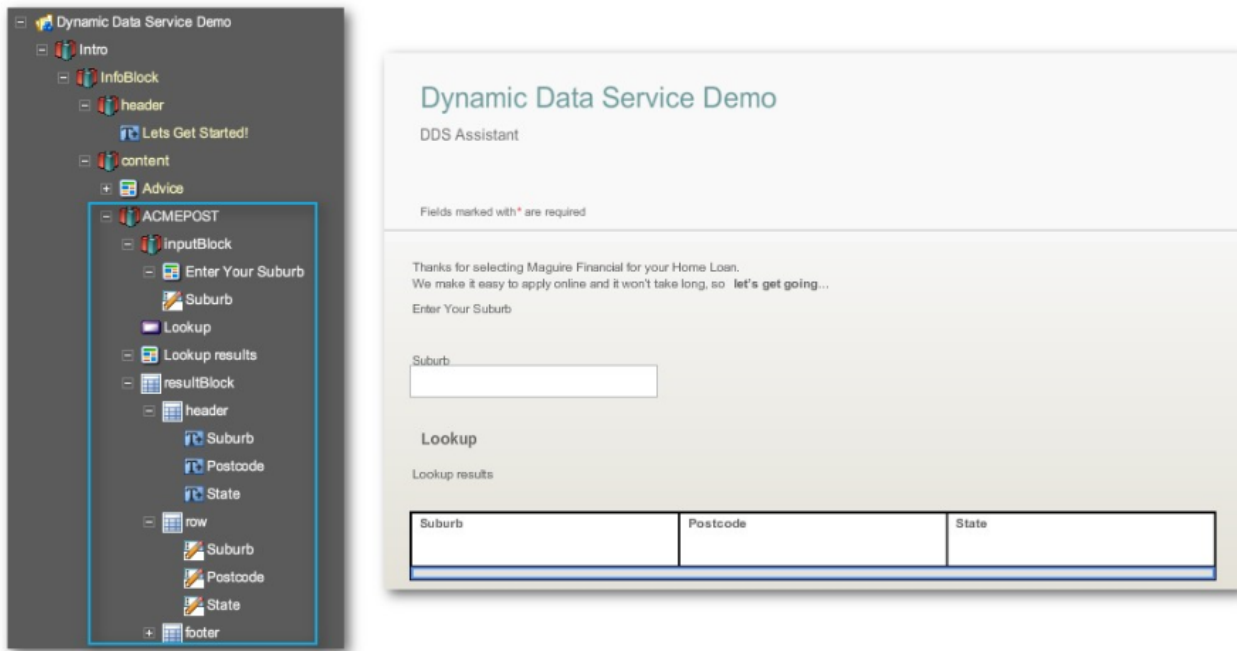 Dynamic Data Service Demo
Intro
InfoBlock
header
Lets Get Started!
content
Advice
ACMEPOST
inputBlock
Enter Your Suburb
Suburb
Lookup
Lookup results
resultBlock
header
Suburb
Postcode
State
row
Suburb
Postcode
State
footer
Dynamic Data Service Demo
DDS Assistant
Fields marked with* are required
Thanks for selecting Maguire Financial for your Home Loan.
We make it easy to apply online and it won't take long, so let's get going...
Enter Your Suburb
Suburb
Lookup
Lookup results
Suburb Postcode State